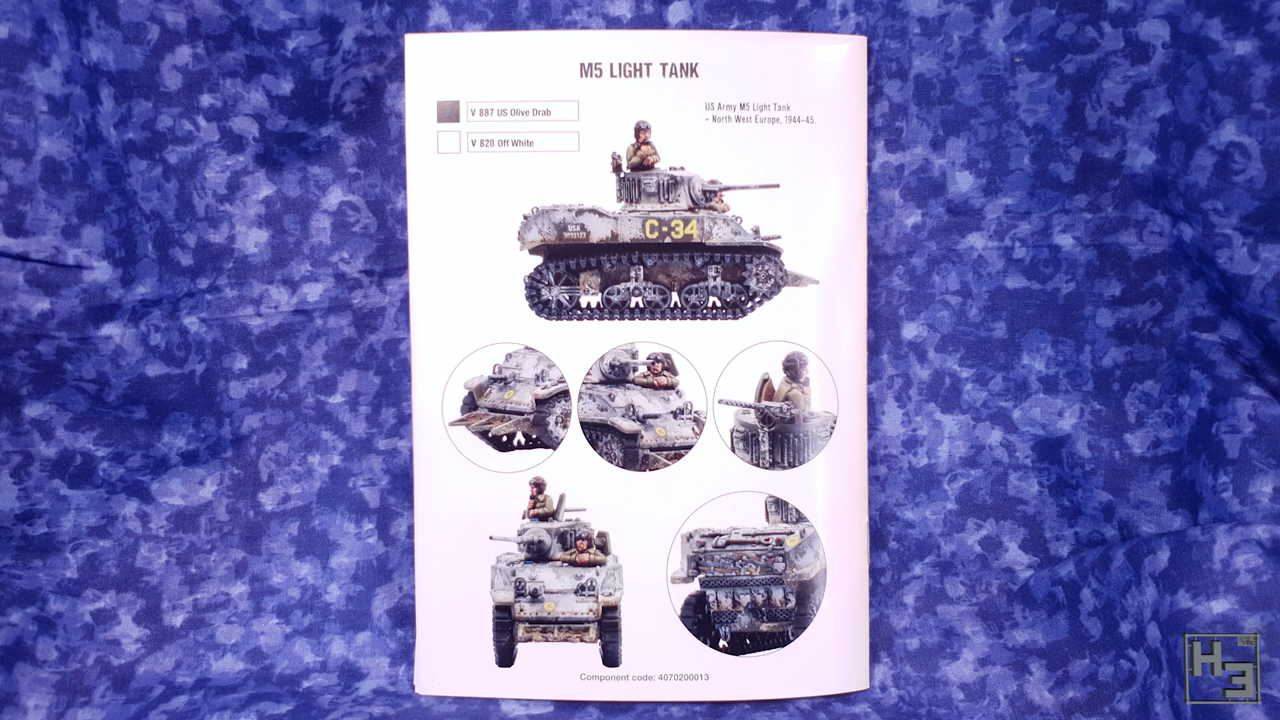 M5 LIGHT TANK
V 887 US Olive Drab
V 820 Off White
US Army M5 Light Tank
– North West Europe, 1944-45.
USA
C-34
Component code: 4070200013
H3